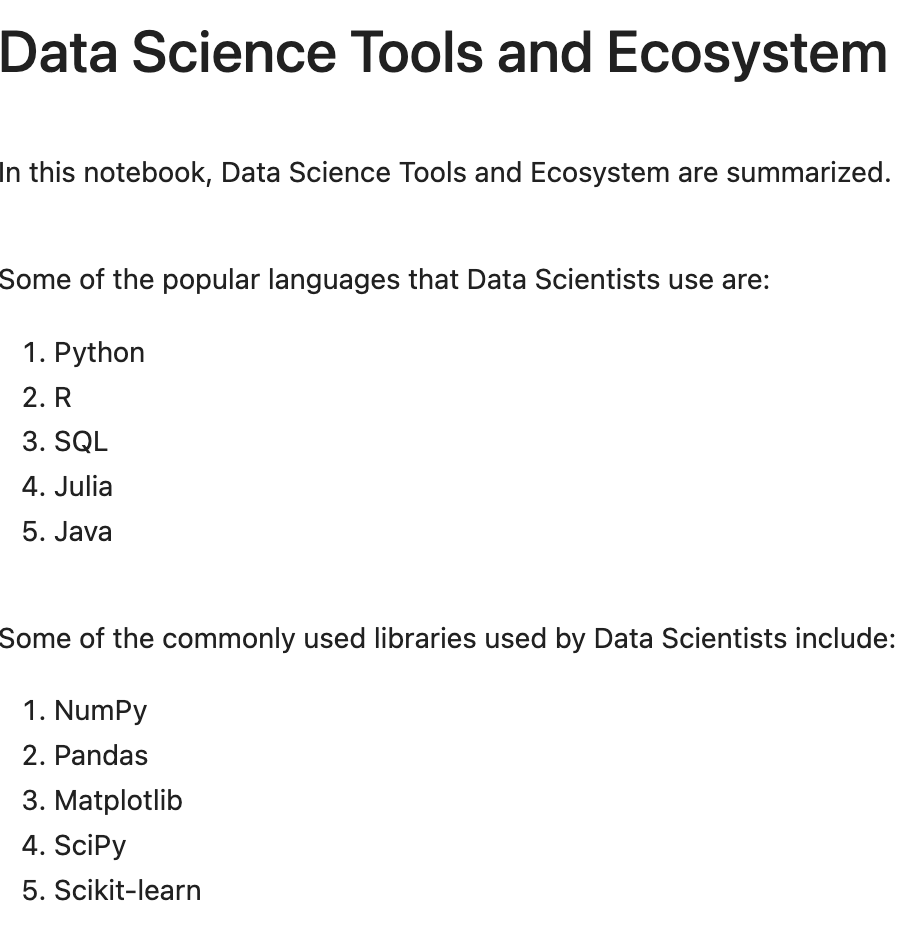 Data Science Tools and Ecosystem
In this notebook, Data Science Tools and Ecosystem are summarized.
Some of the popular languages that Data Scientists use are:
1. Python
2. R
3. SQL
4. Julia
5. Java
Some of the commonly used libraries used by Data Scientists include:
1. NumPy
2. Pandas
3. Matplotlib
4. SciPy
5. Scikit-learn